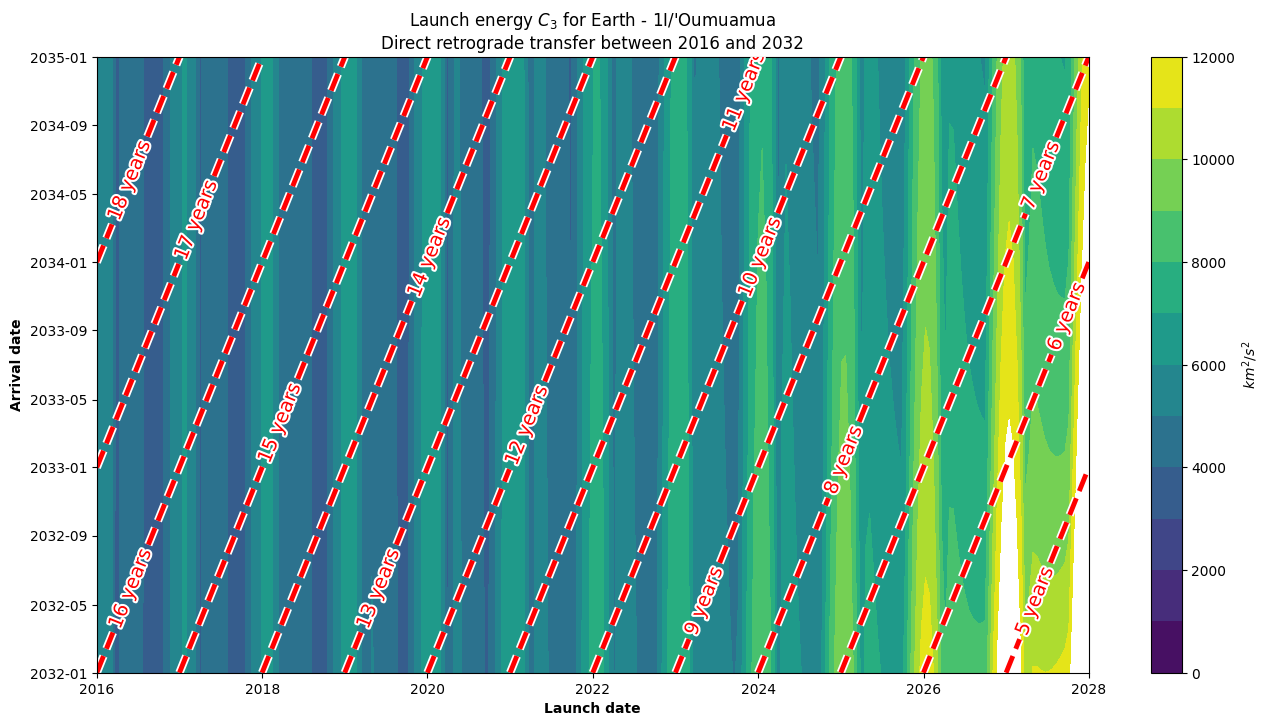 Launch energy C₃ for Earth - 1I/'Oumuamua
Direct retrograde transfer between 2016 and 2032
2035-01
2034-09
2034-05
2034-01
2033-09
2033-05
2033-01
2032-09
2032-05
2032-01
Arrival date
18 years
17 years
16 years
15 years
14 years
13 years
12 years
11 years
10 years
9 years
8 years
7 years
6 years
5 years
2016
2018
2020
2022
2024
2026
2028
Launch date
12000
10000
8000
6000
4000
2000
0
km²/s²